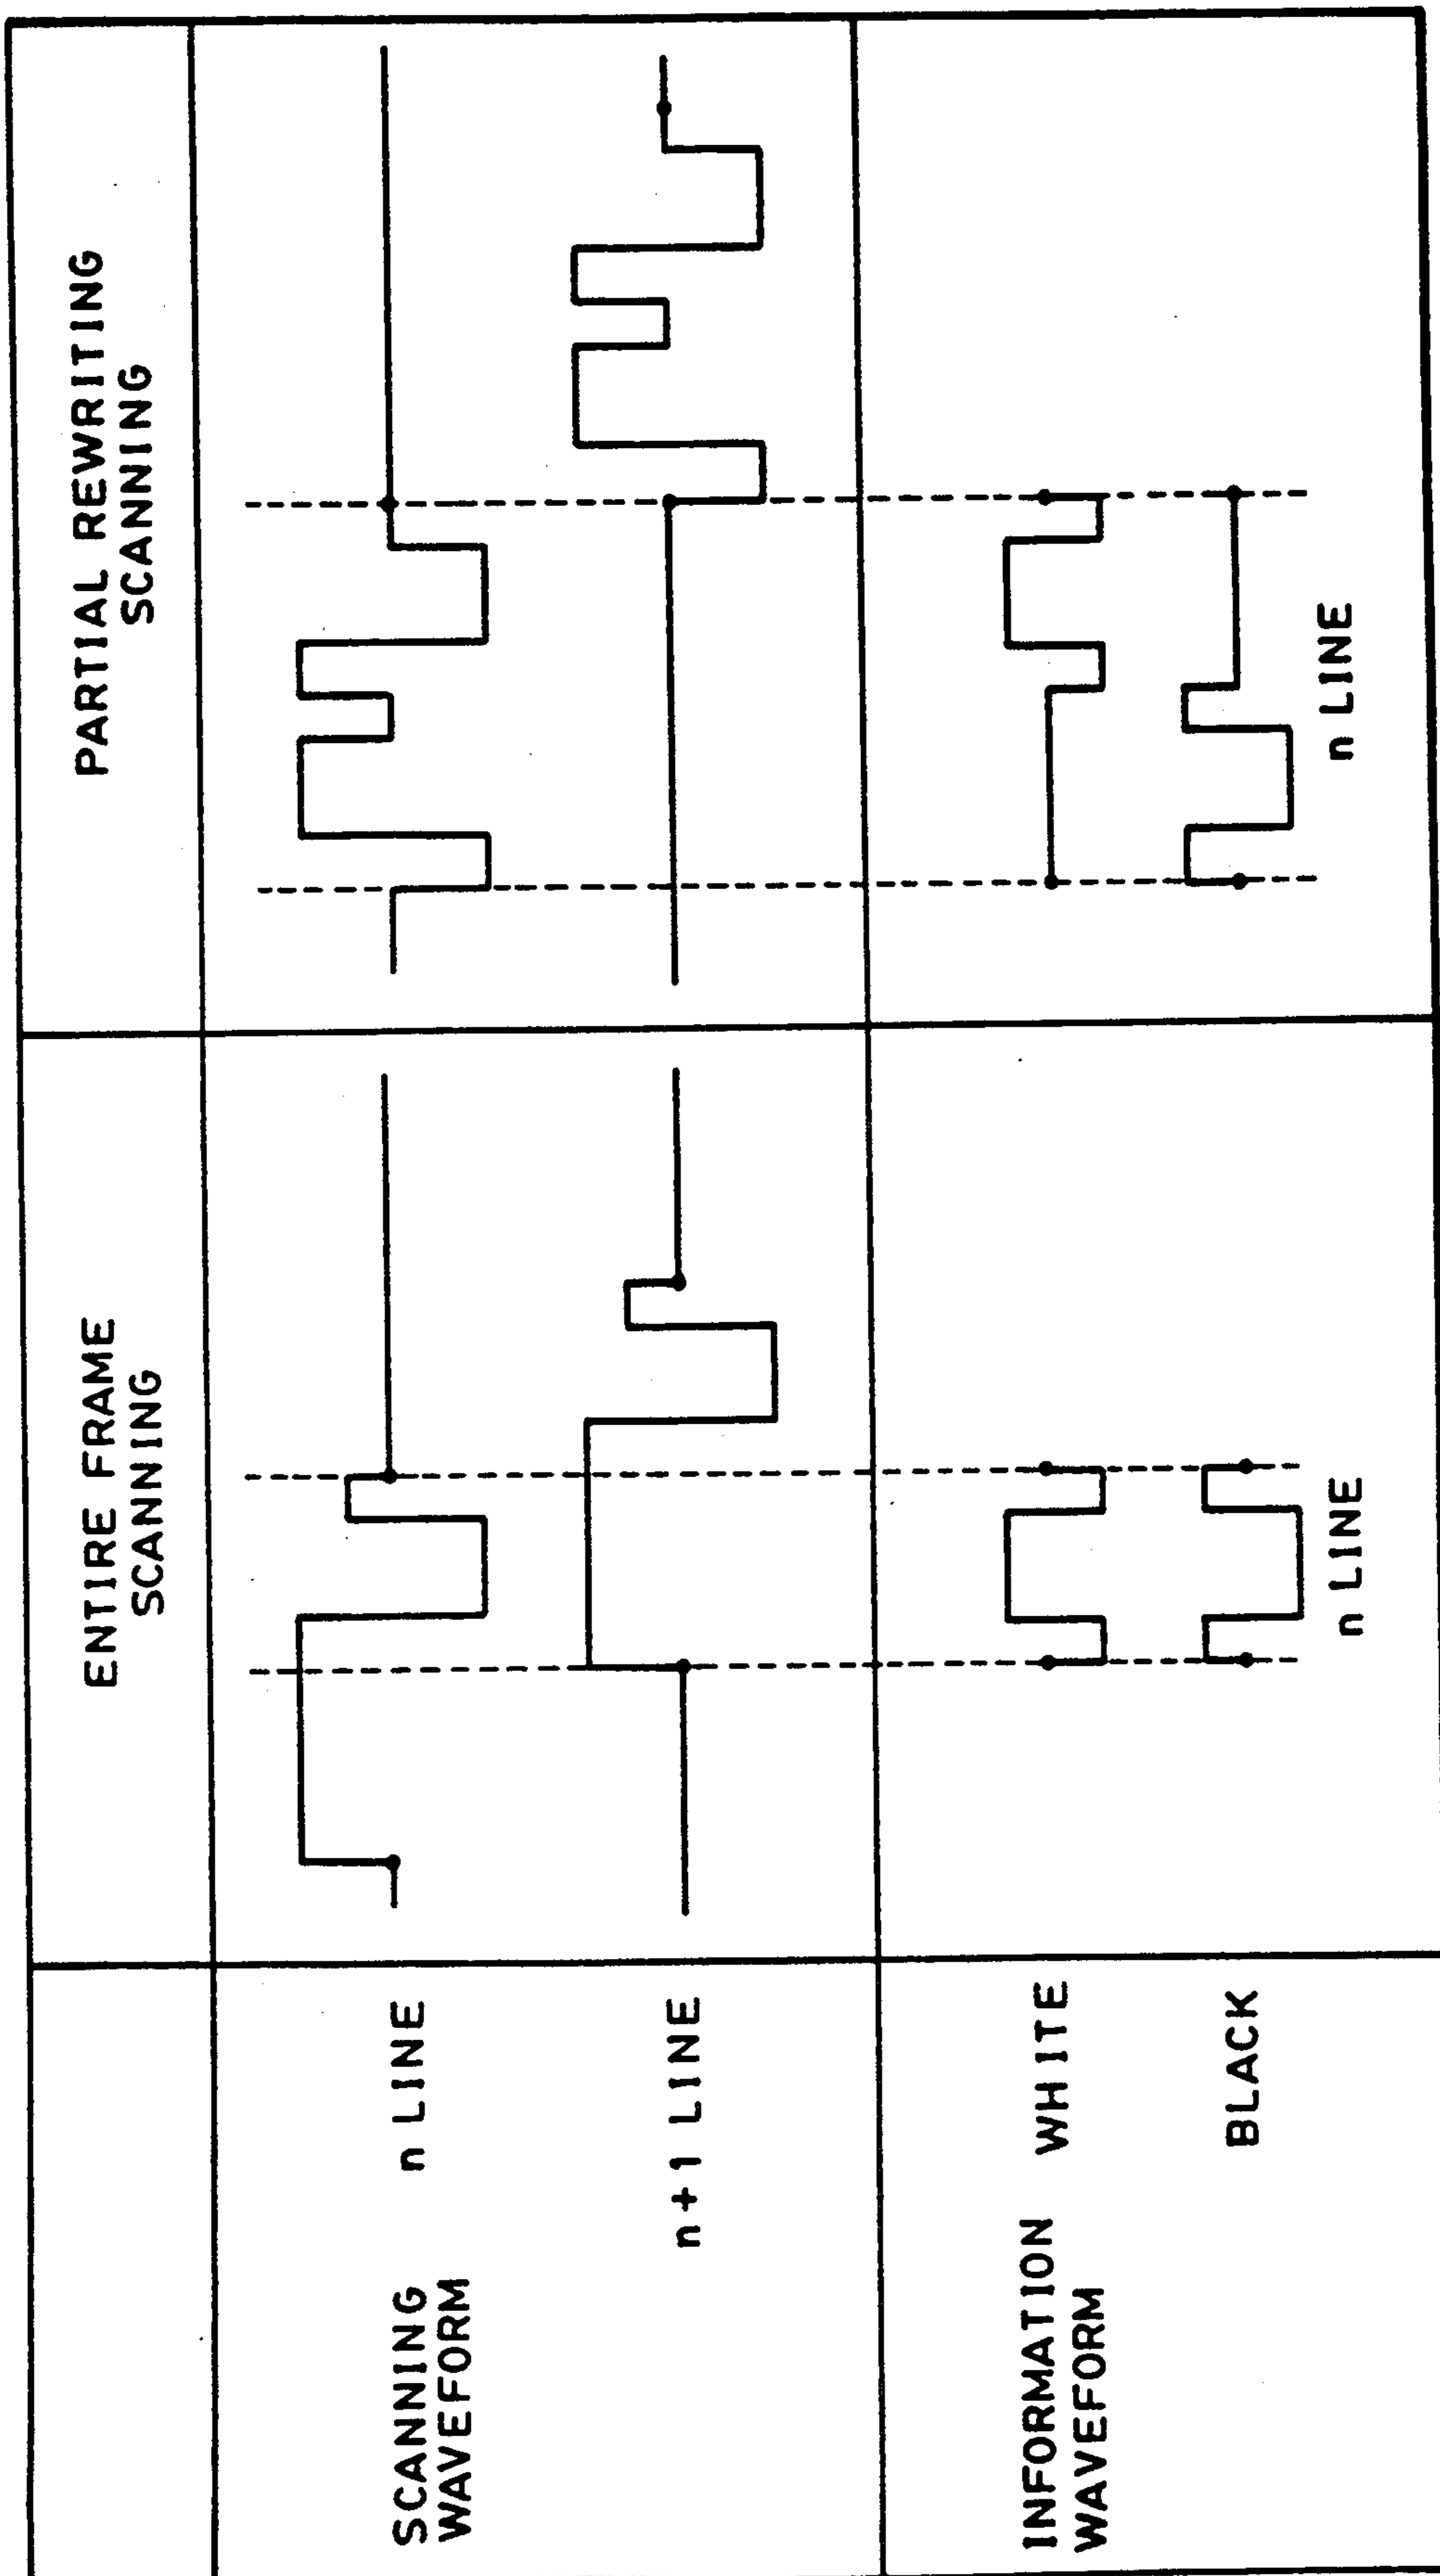 ENTIRE FRAME
SCANNING
PARTIAL REWRITING
SCANNING
SCANNING
WAVEFORM
n LINE
n+1 LINE
INFORMATION
WAVEFORM
WHITE
BLACK
n LINE
n LINE